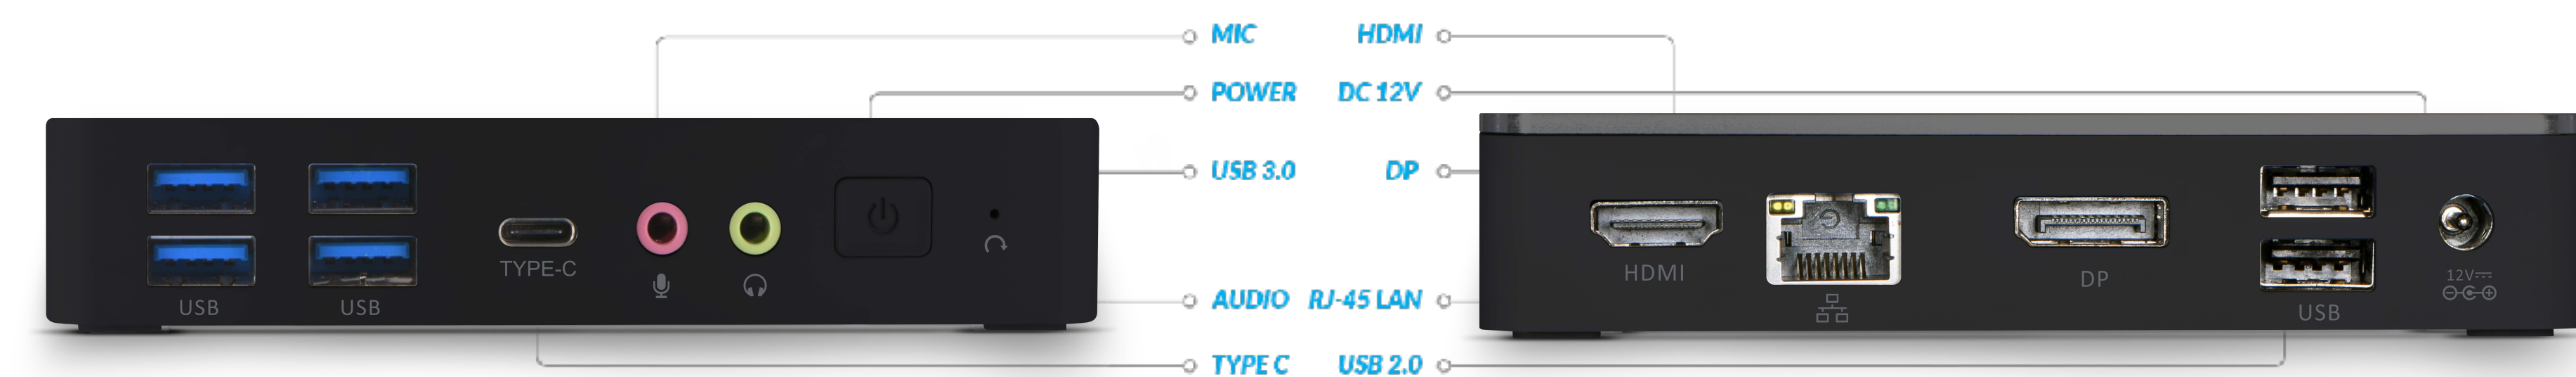 MIC
POWER
USB 3.0
AUDIO
TYPE C
HDMI
DC 12V
DP
RJ-45 LAN
USB 2.0
USB
USB
TYPE-C
HDMI
DP
USB
12V